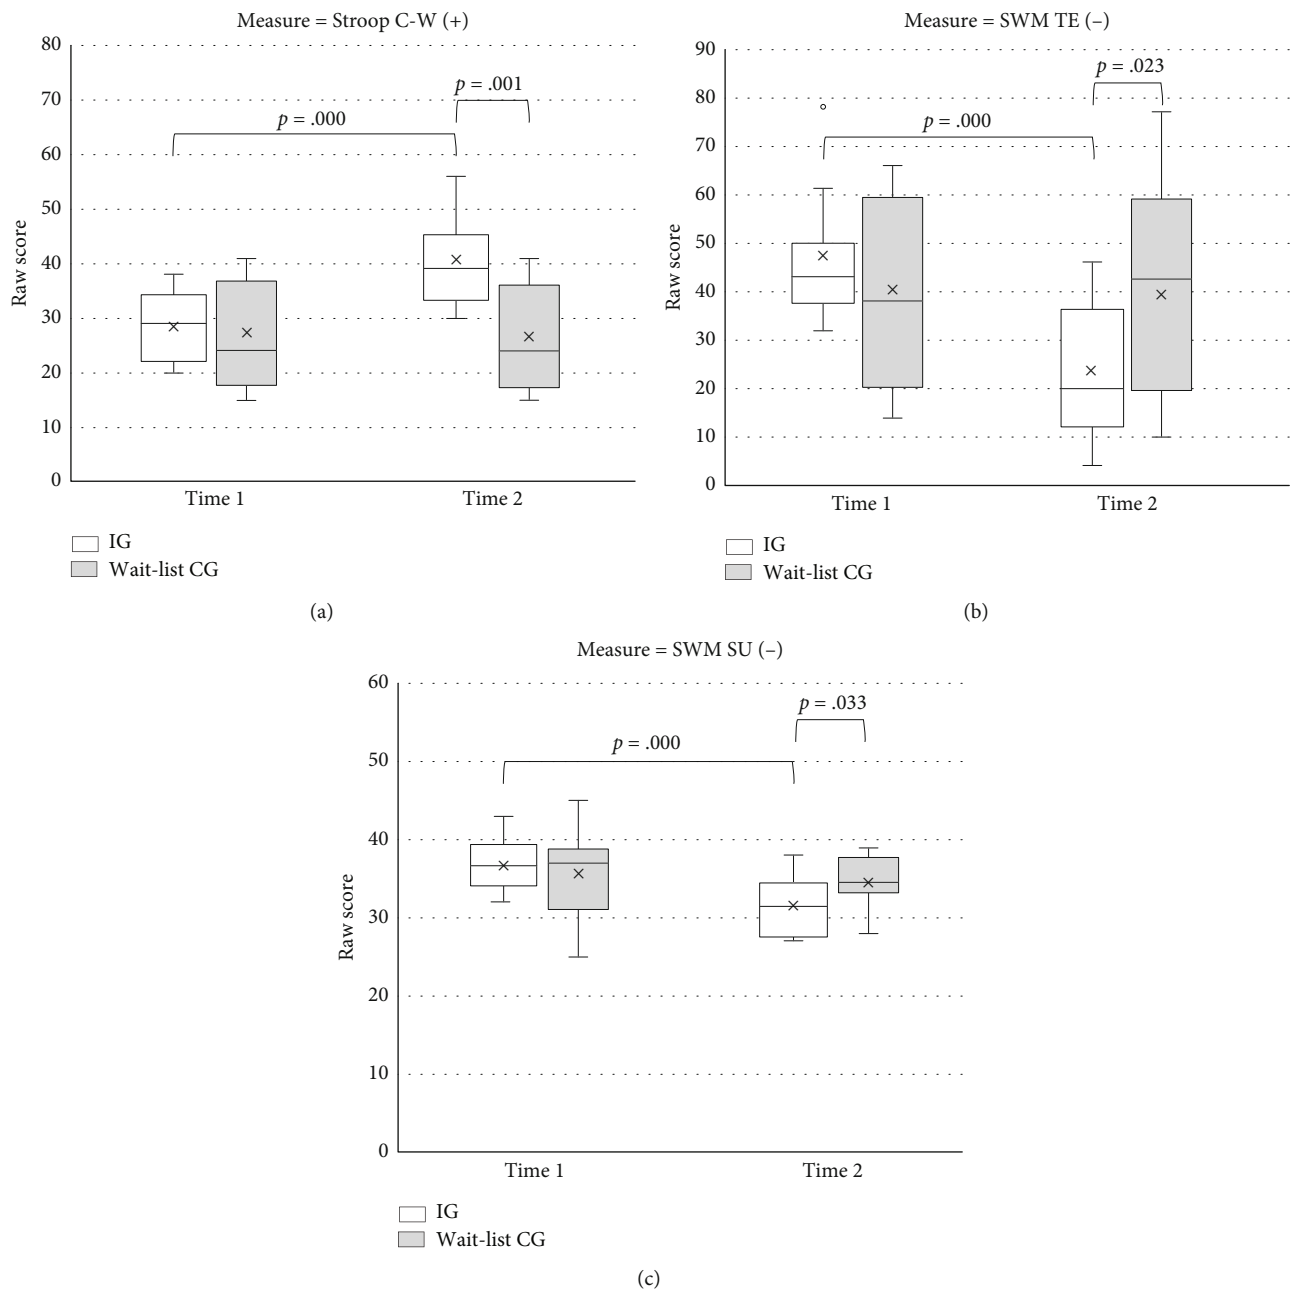 Measure = Stroop C-W (+)
80
70
60
50
40
30
20
10
0
Raw score
p = .000
p = .001
Time 1
Time 2
IG
Wait-list CG
(a)
Measure = SWM TE (–)
90
80
70
60
50
40
30
20
10
0
Raw score
p = .000
p = .023
Time 1
Time 2
IG
Wait-list CG
(b)
Measure = SWM SU (–)
60
50
40
30
20
10
0
Raw score
p = .000
p = .033
Time 1
Time 2
IG
Wait-list CG
(c)